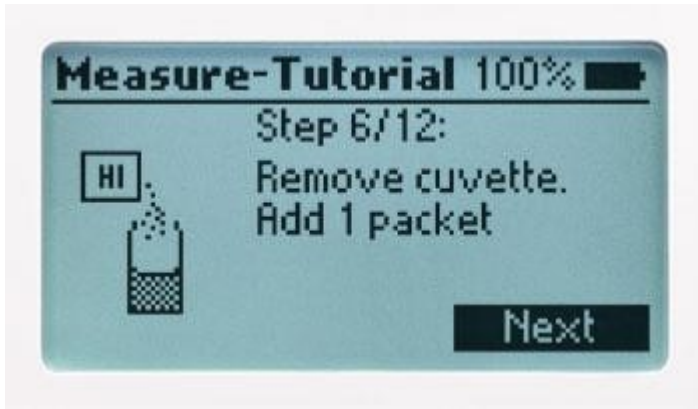 Measure-Tutorial 100%
Step 6/12:
HI
Remove cuvette.
Add 1 packet
Next